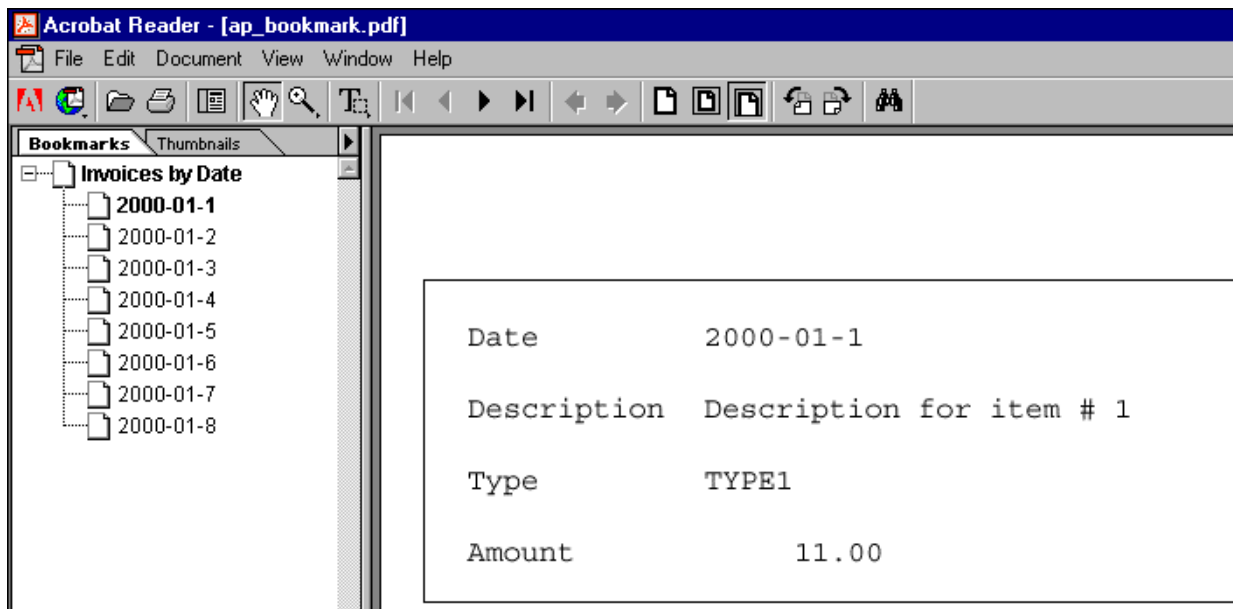 Acrobat Reader - [ap_bookmark.pdf]
File Edit Document View Window Help
Bookmarks Thumbnails
Invoices by Date
2000-01-1
2000-01-2
2000-01-3
2000-01-4
2000-01-5
2000-01-6
2000-01-7
2000-01-8
Date 2000-01-1
Description Description for item # 1
Type TYPE1
Amount 11.00